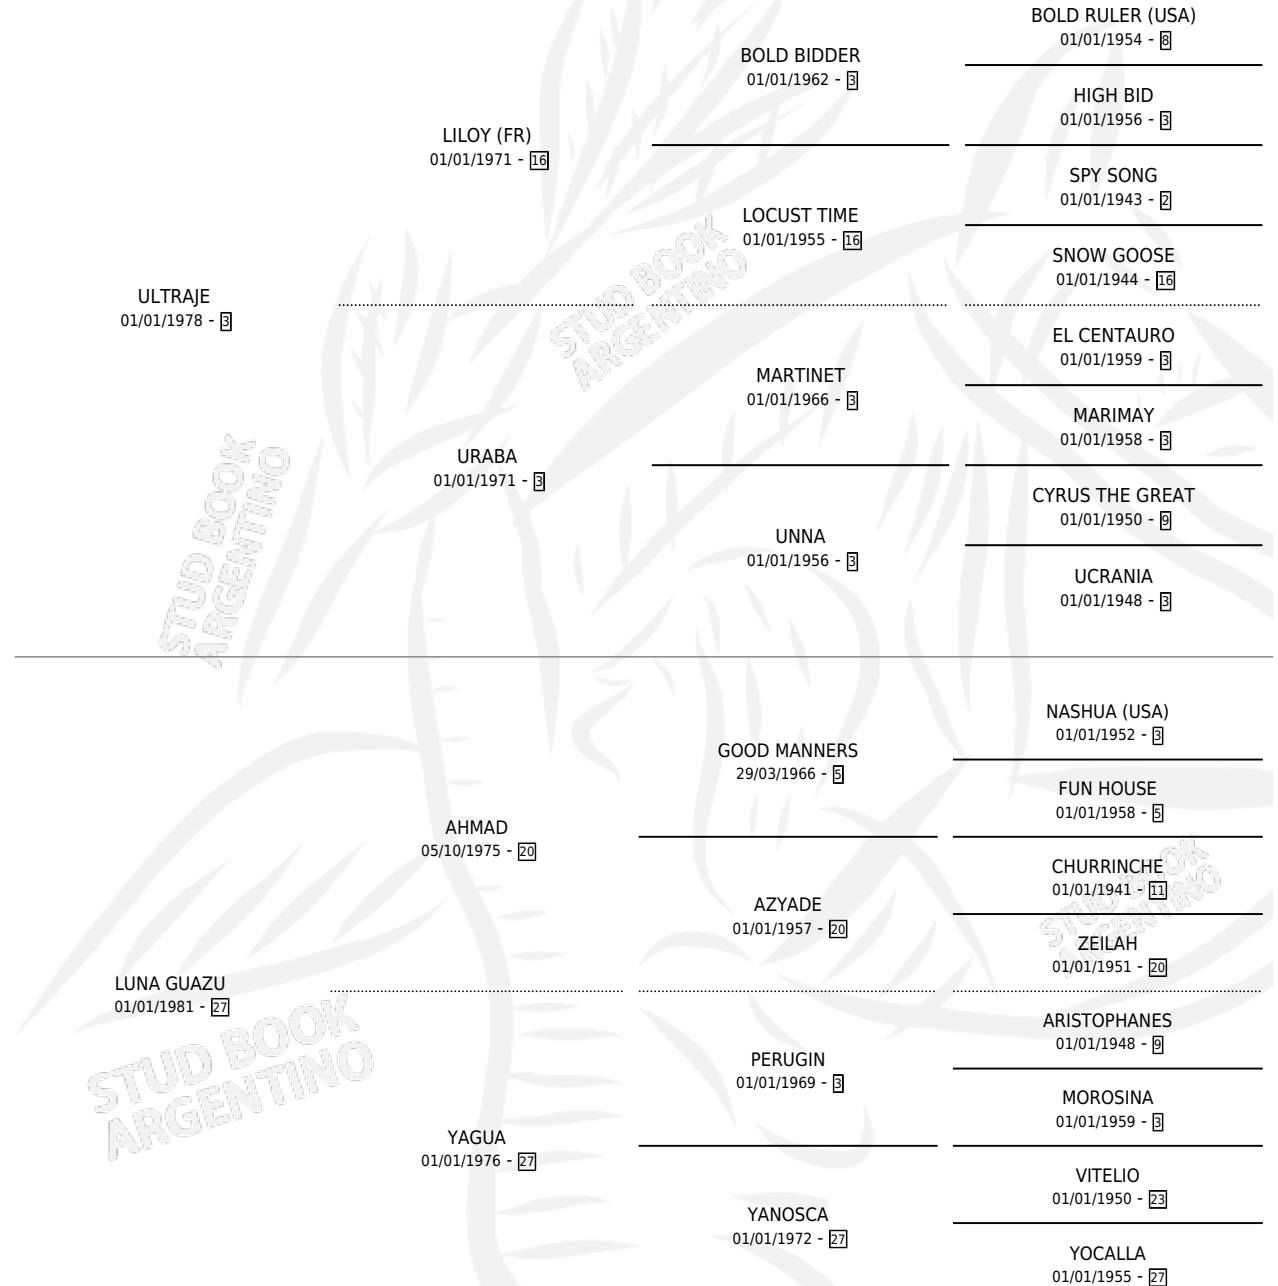 BOLD RULER (USA)
01/01/1954 - 8
BOLD BIDDER
01/01/1962 - 3
HIGH BID
01/01/1956 - 3
LILOY (FR)
01/01/1971 - 16
SPY SONG
01/01/1943 - 2
LOCUST TIME
01/01/1955 - 16
SNOW GOOSE
01/01/1944 - 16
ULTRAJE
01/01/1978 - 3
STUD BOOK
ARGENTINO
EL CENTAURO
01/01/1959 - 3
MARTINET
01/01/1966 - 3
MARIMAY
01/01/1958 - 3
URABA
01/01/1971 - 3
CYRUS THE GREAT
01/01/1950 - 9
UNNA
01/01/1956 - 3
UCRANIA
01/01/1948 - 3
STUD BOOK
ARGENTINO
NASHUA (USA)
01/01/1952 - 3
GOOD MANNERS
29/03/1966 - 5
FUN HOUSE
01/01/1958 - 5
AHMAD
05/10/1975 - 20
CHURRINCHE
01/01/1941 - 11
AZYADE
01/01/1957 - 20
STUD BOOK
ARGENTINO
ZEILAH
01/01/1951 - 20
LUNA GUAZU
01/01/1981 - 27
ARISTOPHANES
01/01/1948 - 9
STUD BOOK
ARGENTINO
PERUGIN
01/01/1969 - 3
MOROSINA
01/01/1959 - 3
YAGUA
01/01/1976 - 27
VITELIO
01/01/1950 - 23
YANOSCA
01/01/1972 - 27
YOCALLA
01/01/1955 - 27